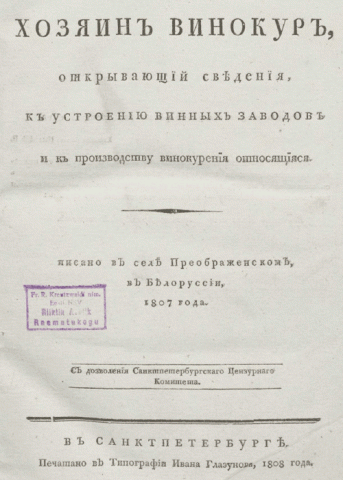 ХОЗЯИНЪ ВИНОКУРЪ,
открывающій свѣденія,
КЪ УСТРОЕНІЮ ВИННЫХЪ ЗАВОДОВЪ
и къ производству винокуренія относящіяся.
писано въ селѣ Преображенскомъ,
въ Бѣлоруссіи,
1807 года.
Съ дозволенія Санктпетербургскаго Цензурнаго
Комитета.
ВЪ САНКТПЕТЕРБУРГѢ,
Печатано въ Типографіи Ивана Глазунова, 1808 года.